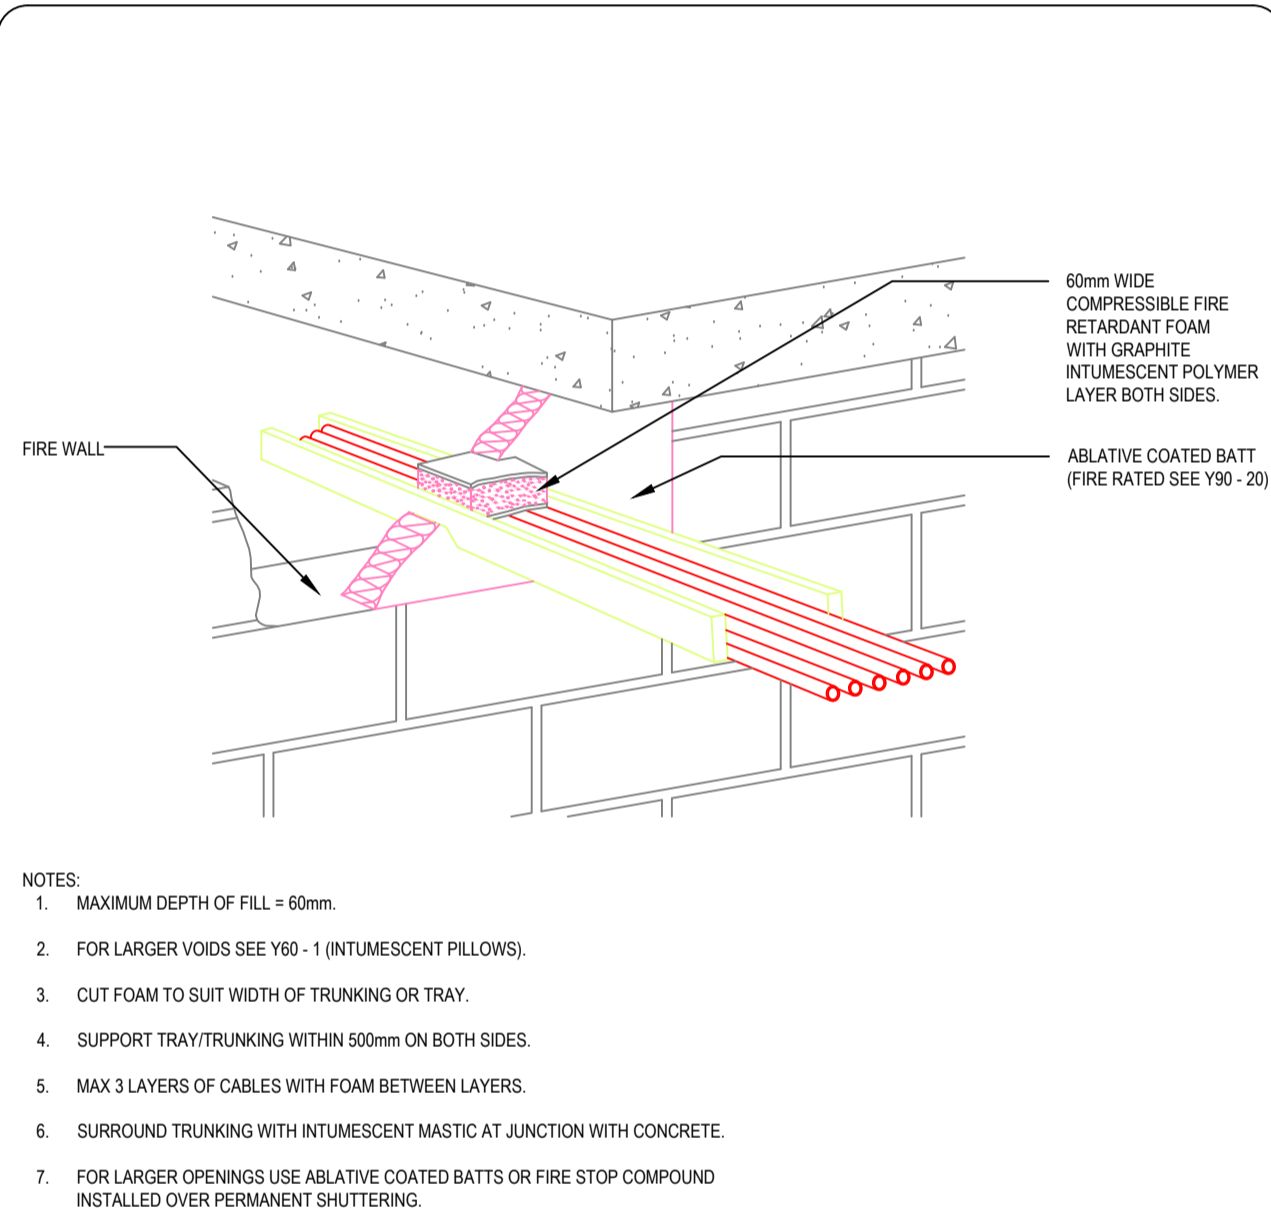 60mm WIDE
COMPRESSIBLE FIRE
RETARDANT FOAM
WITH GRAPHITE
INTUMESCENT POLYMER
LAYER BOTH SIDES.
FIRE WALL
ABLATIVE COATED BATT
(FIRE RATED SEE Y90 - 20)
NOTES:
1. MAXIMUM DEPTH OF FILL = 60mm.
2. FOR LARGER VOIDS SEE Y60 - 1 (INTUMESCENT PILLOWS).
3. CUT FOAM TO SUIT WIDTH OF TRUNKING OR TRAY.
4. SUPPORT TRAY/TRUNKING WITHIN 500mm ON BOTH SIDES.
5. MAX 3 LAYERS OF CABLES WITH FOAM BETWEEN LAYERS.
6. SURROUND TRUNKING WITH INTUMESCENT MASTIC AT JUNCTION WITH CONCRETE.
7. FOR LARGER OPENINGS USE ABLATIVE COATED BATTS OR FIRE STOP COMPOUND
INSTALLED OVER PERMANENT SHUTTERING.